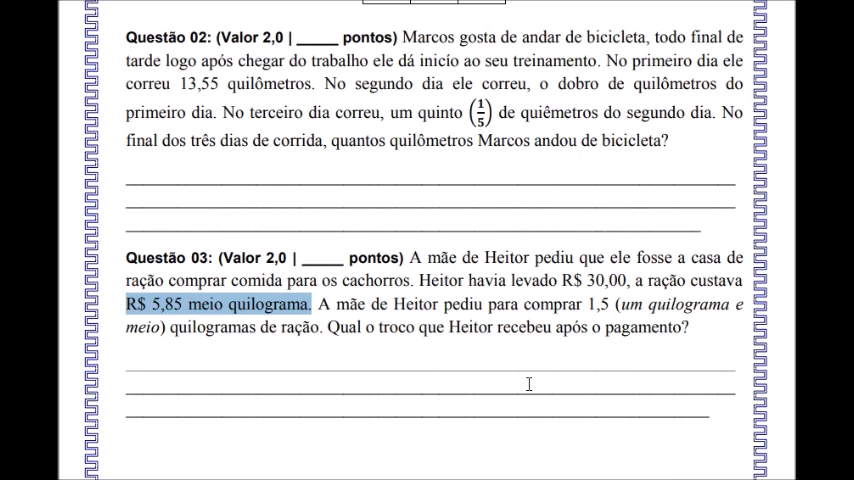 Questão 02: (Valor 2,0 | _____ pontos) Marcos gosta de andar de bicicleta, todo final de
tarde logo após chegar do trabalho ele dá inicío ao seu treinamento. No primeiro dia ele
correu 13,55 quilômetros. No segundo dia ele correu, o dobro de quilômetros do
primeiro dia. No terceiro dia correu, um quinto (1/5) de quiêmetros do segundo dia. No
final dos três dias de corrida, quantos quilômetros Marcos andou de bicicleta?
Questão 03: (Valor 2,0 | _____ pontos) A mãe de Heitor pediu que ele fosse a casa de
ração comprar comida para os cachorros. Heitor havia levado R$ 30,00, a ração custava
R$ 5,85 meio quilograma. A mãe de Heitor pediu para comprar 1,5 (um quilograma e
meio) quilogramas de ração. Qual o troco que Heitor recebeu após o pagamento?